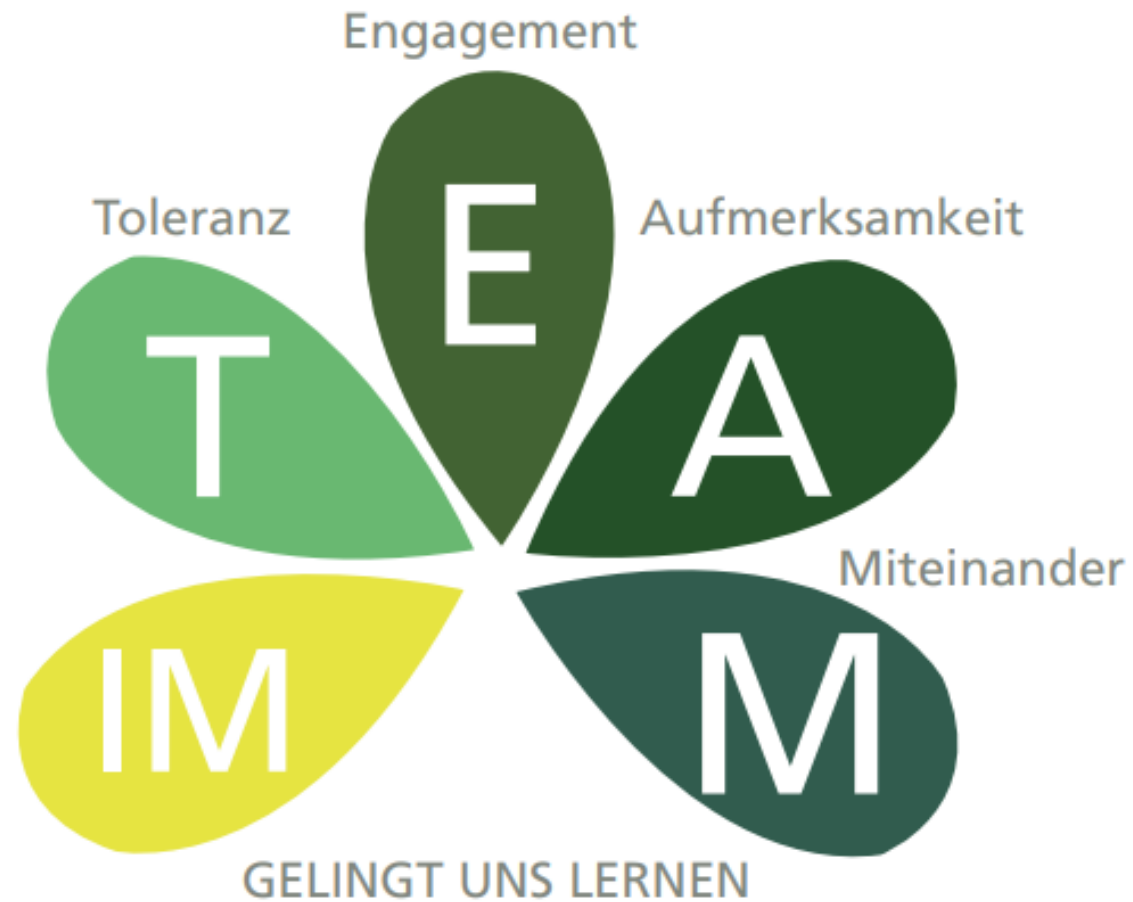 Engagement
Toleranz
Aufmerksamkeit
E
T
A
Miteinander
IM
M
GELINGT UNS LERNEN